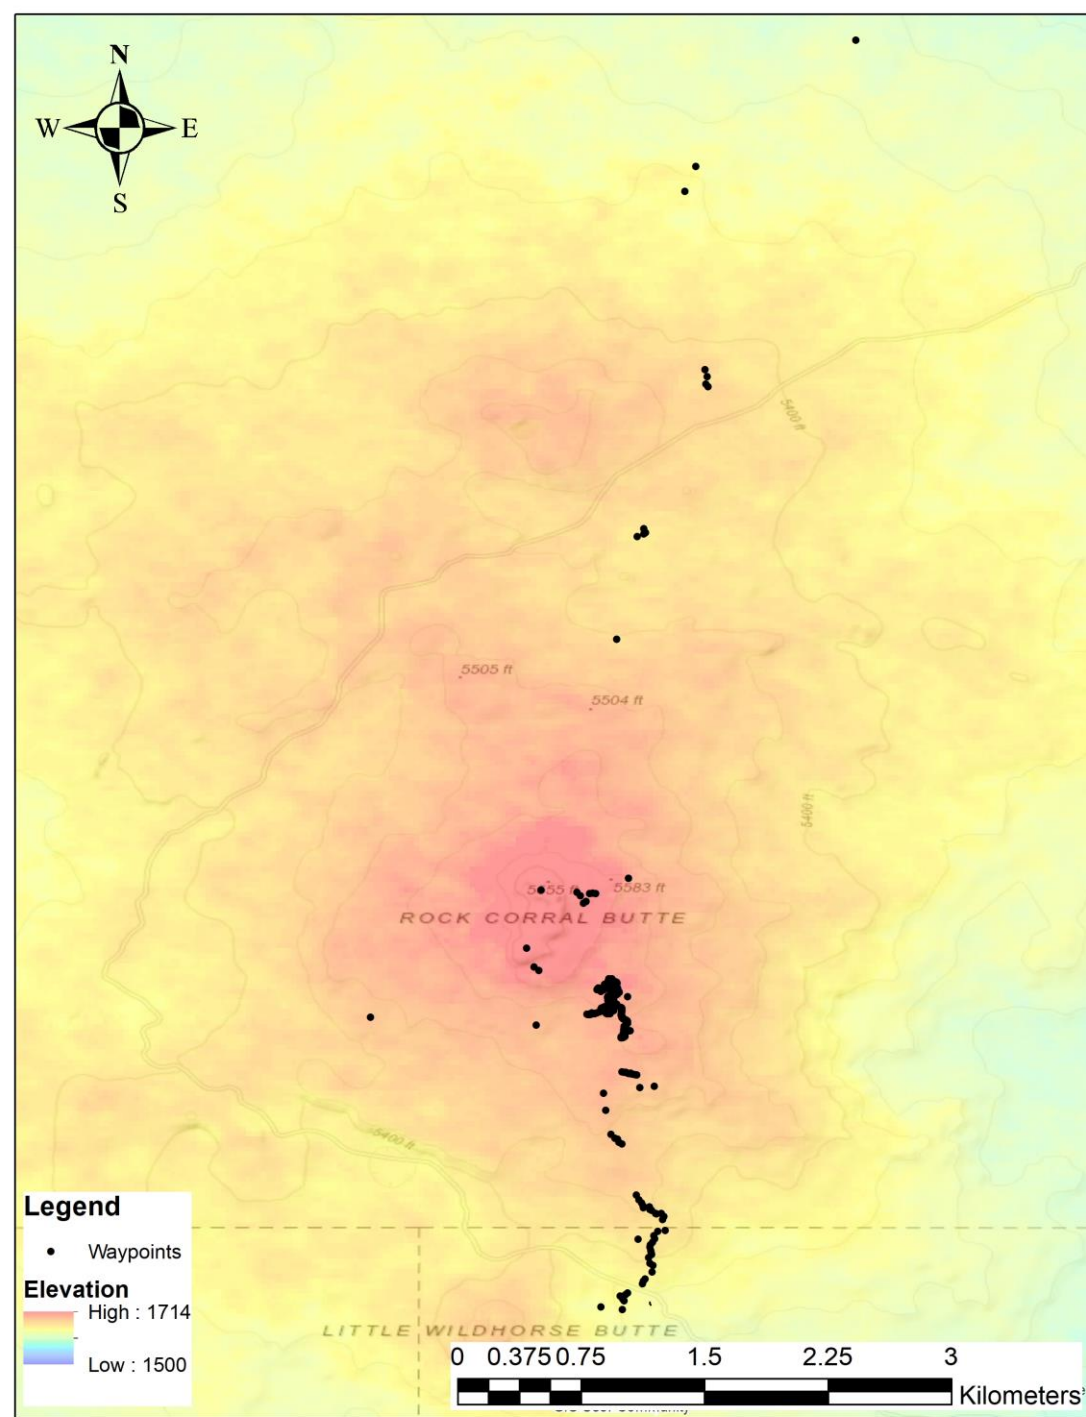 N
W E
S
5400 ft
5505 ft
5504 ft
5400 ft
5583 ft
ROCK CORRAL BUTTE
5400 ft
Legend
Waypoints
Elevation
High : 1714
Low : 1500
LITTLE WILDHORSE BUTTE
0 0.375 0.75 1.5 2.25 3
Kilometers